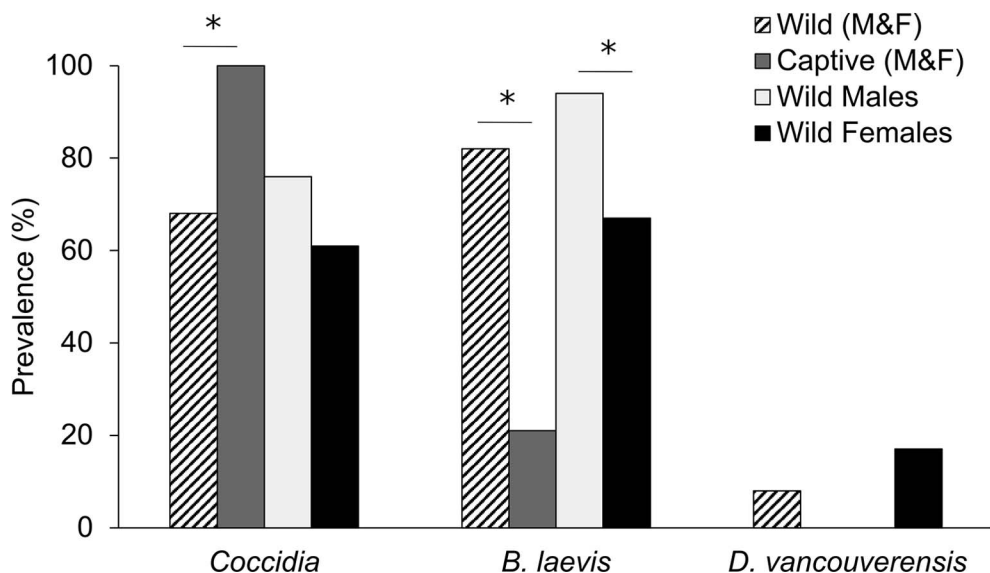 Wild (M&F)
Captive (M&F)
Wild Males
Wild Females
Prevalence (%)
100
80
60
40
20
0
*
*
*
Coccidia
B. laevis
D. vancouverensis